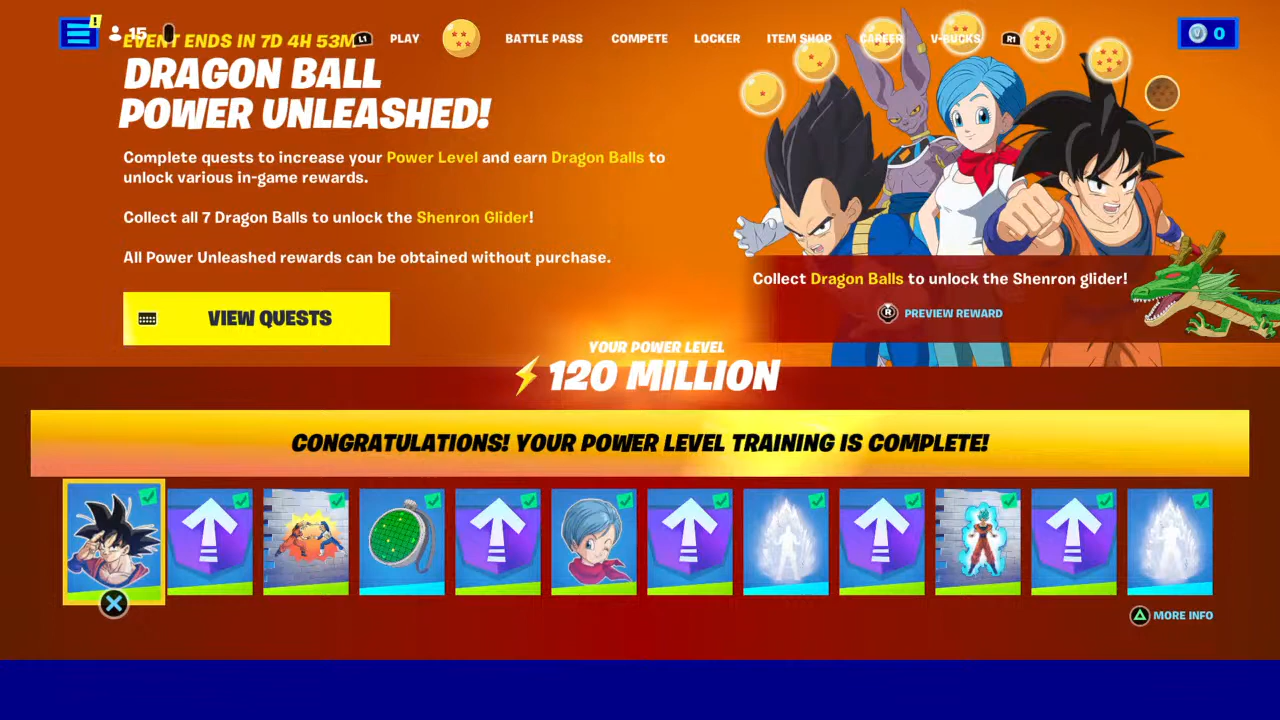 15
!
EVENT ENDS IN 7D 4H 53M
L1
PLAY
BATTLE PASS
COMPETE
LOCKER
ITEM SHOP
CAREER
V-BUCKS
R1
V 0
DRAGON BALL
POWER UNLEASHED!
Complete quests to increase your Power Level and earn Dragon Balls to
unlock various in-game rewards.
Collect all 7 Dragon Balls to unlock the Shenron Glider!
All Power Unleashed rewards can be obtained without purchase.
VIEW QUESTS
Collect Dragon Balls to unlock the Shenron glider!
R PREVIEW REWARD
YOUR POWER LEVEL
120 MILLION
CONGRATULATIONS! YOUR POWER LEVEL TRAINING IS COMPLETE!
MORE INFO